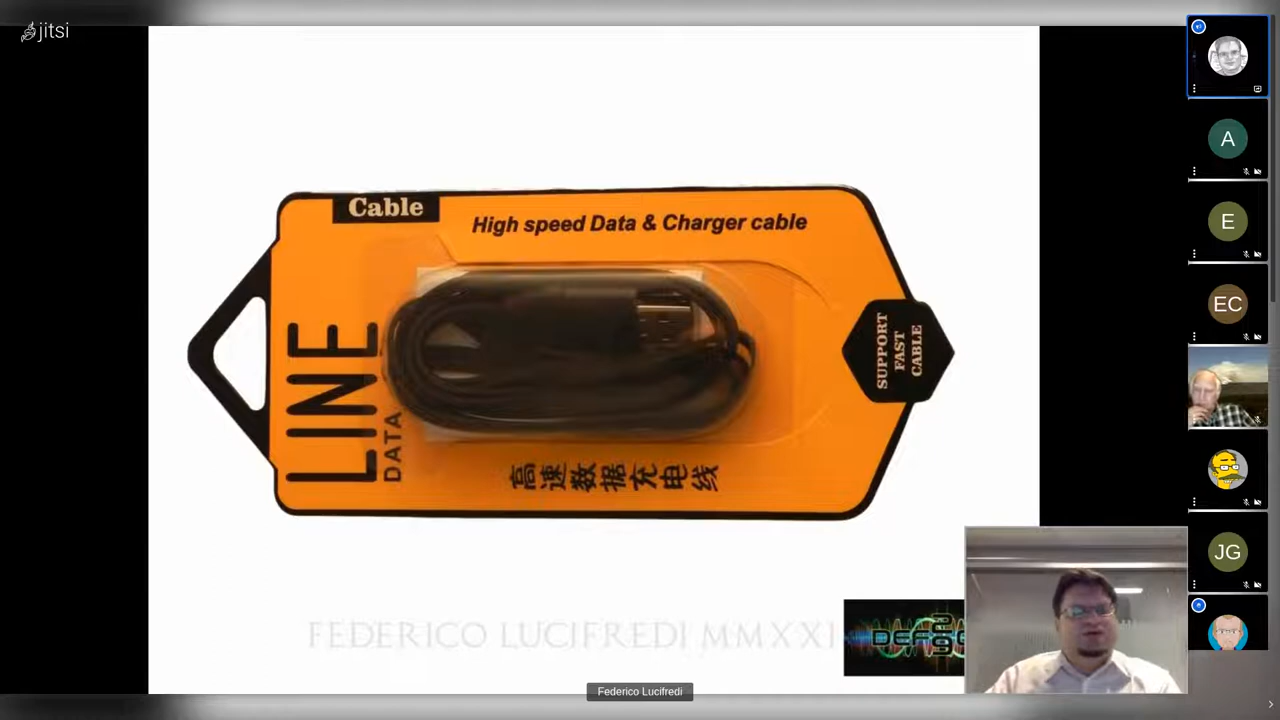 jitsi
Cable
High speed Data & Charger cable
LINE
DATA
SUPPORT
FAST
CABLE
高速数据充电线
FEDERICO LUCIFREDI MMXXI
Federico Lucifredi
A
E
EC
JG